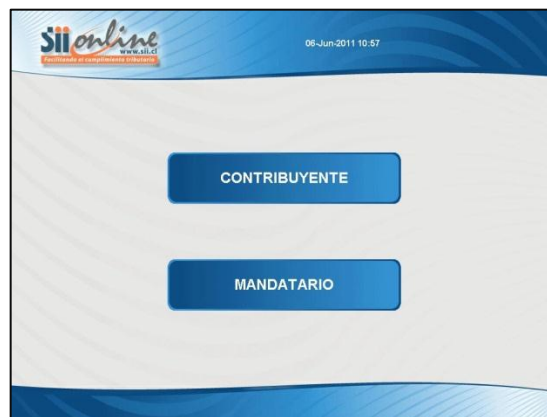 Sii online
www.sii.cl
Facilitando el cumplimiento tributario
06-Jun-2011 10:57
CONTRIBUYENTE
MANDATARIO